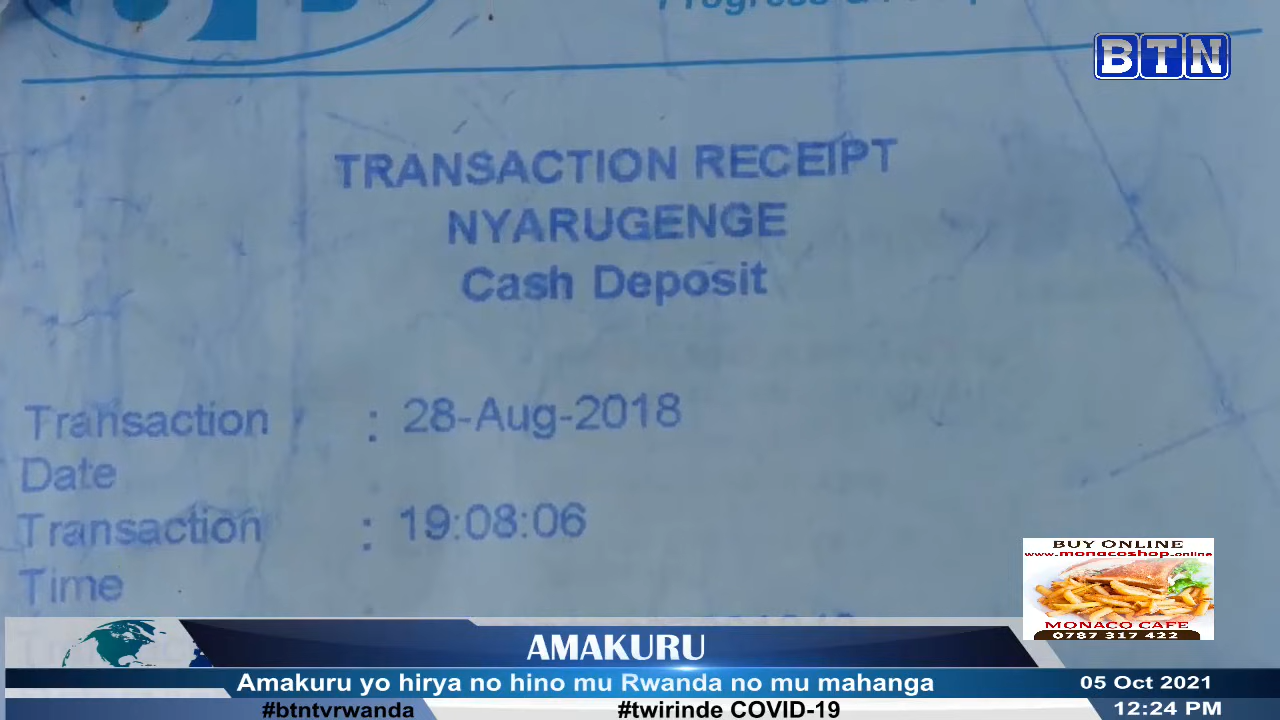 BTN
TRANSACTION RECEIPT
NYARUGENGE
Cash Deposit
Transaction : 28-Aug-2018
Date
Transaction : 19:08:06
Time
BUY ONLINE
www.monacoshop.online
MONACO CAFE
0787 317 422
AMAKURU
Amakuru yo hirya no hino mu Rwanda no mu mahanga
05 Oct 2021
#btntvrwanda
#twirinde COVID-19
12:24 PM